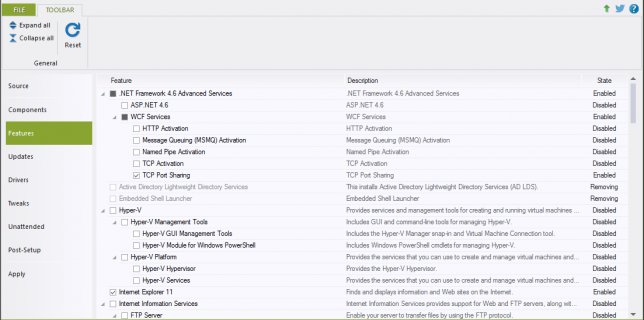 FILE TOOLBAR
Expand all
Collapse all
Reset
General
Source
Components
Features
Updates
Drivers
Tweaks
Unattended
Post-Setup
Apply
Feature Description State
.NET Framework 4.6 Advanced Services .NET Framework 4.6 Advanced Services Enabled
ASP.NET 4.6 ASP.NET 4.6 Disabled
WCF Services WCF Services Enabled
HTTP Activation HTTP Activation Disabled
Message Queuing (MSMQ) Activation Message Queuing (MSMQ) Activation Disabled
Named Pipe Activation Named Pipe Activation Disabled
TCP Activation TCP Activation Disabled
TCP Port Sharing TCP Port Sharing Enabled
Active Directory Lightweight Directory Services This installs Active Directory Lightweight Directory Services (AD LDS). Removing
Embedded Shell Launcher Embedded Shell Launcher Removing
Hyper-V Provides services and management tools for creating and running virtual machines ... Disabled
Hyper-V Management Tools Includes GUI and command-line tools for managing Hyper-V. Disabled
Hyper-V GUI Management Tools Includes the Hyper-V Manager snap-in and Virtual Machine Connection tool. Disabled
Hyper-V Module for Windows PowerShell Includes Windows PowerShell cmdlets for managing Hyper-V. Disabled
Hyper-V Platform Provides the services that you can use to create and manage virtual machines and... Disabled
Hyper-V Hypervisor Provides the Hyper-V Hypervisor. Disabled
Hyper-V Services Provides the services that you can use to create and manage virtual machines and... Disabled
Internet Explorer 11 Finds and displays information and Web sites on the Internet. Enabled
Internet Information Services Internet Information Services provides support for Web and FTP servers, along wit... Disabled
FTP Server Enable your server to transfer files by using the FTP protocol. Disabled